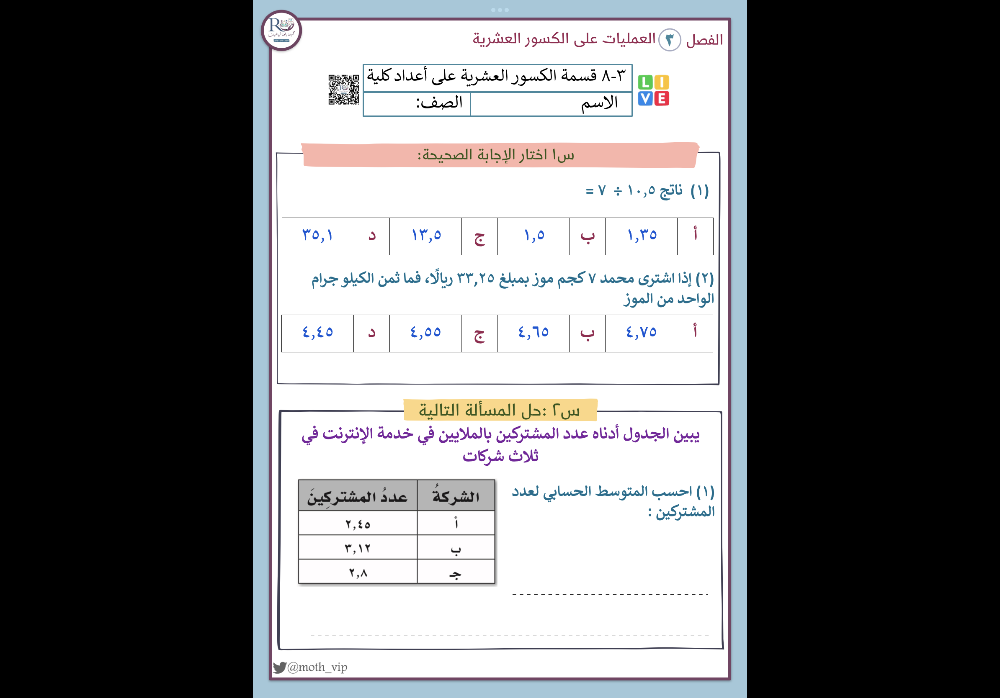 الفصل ٣ العمليات على الكسور العشرية
٣-٨ قسمة الكسور العشرية على أعداد كلية
الاسم
الصف:
LIVE
س١ اختار الإجابة الصحيحة:
(١) ناتج ١٠,٥ ÷ ٧ =
أ ١,٣٥ ب ١,٥ ج ١٣,٥ د ٣٥,١
(٢) إذا اشترى محمد ٧ كجم موز بمبلغ ٣٣,٢٥ ريالًا، فما ثمن الكيلو جرام
الواحد من الموز
أ ٤,٧٥ ب ٤,٦٥ ج ٤,٥٥ د ٤,٤٥
س٢ :حل المسألة التالية
يبين الجدول أدناه عدد المشتركين بالملايين في خدمة الإنترنت في
ثلاث شركات
(١) احسب المتوسط الحسابي لعدد
المشتركين :
الشركةُ عددُ المشتركِينَ
أ ٢,٤٥
ب ٣,١٢
جـ ٢,٨
@moth_vip